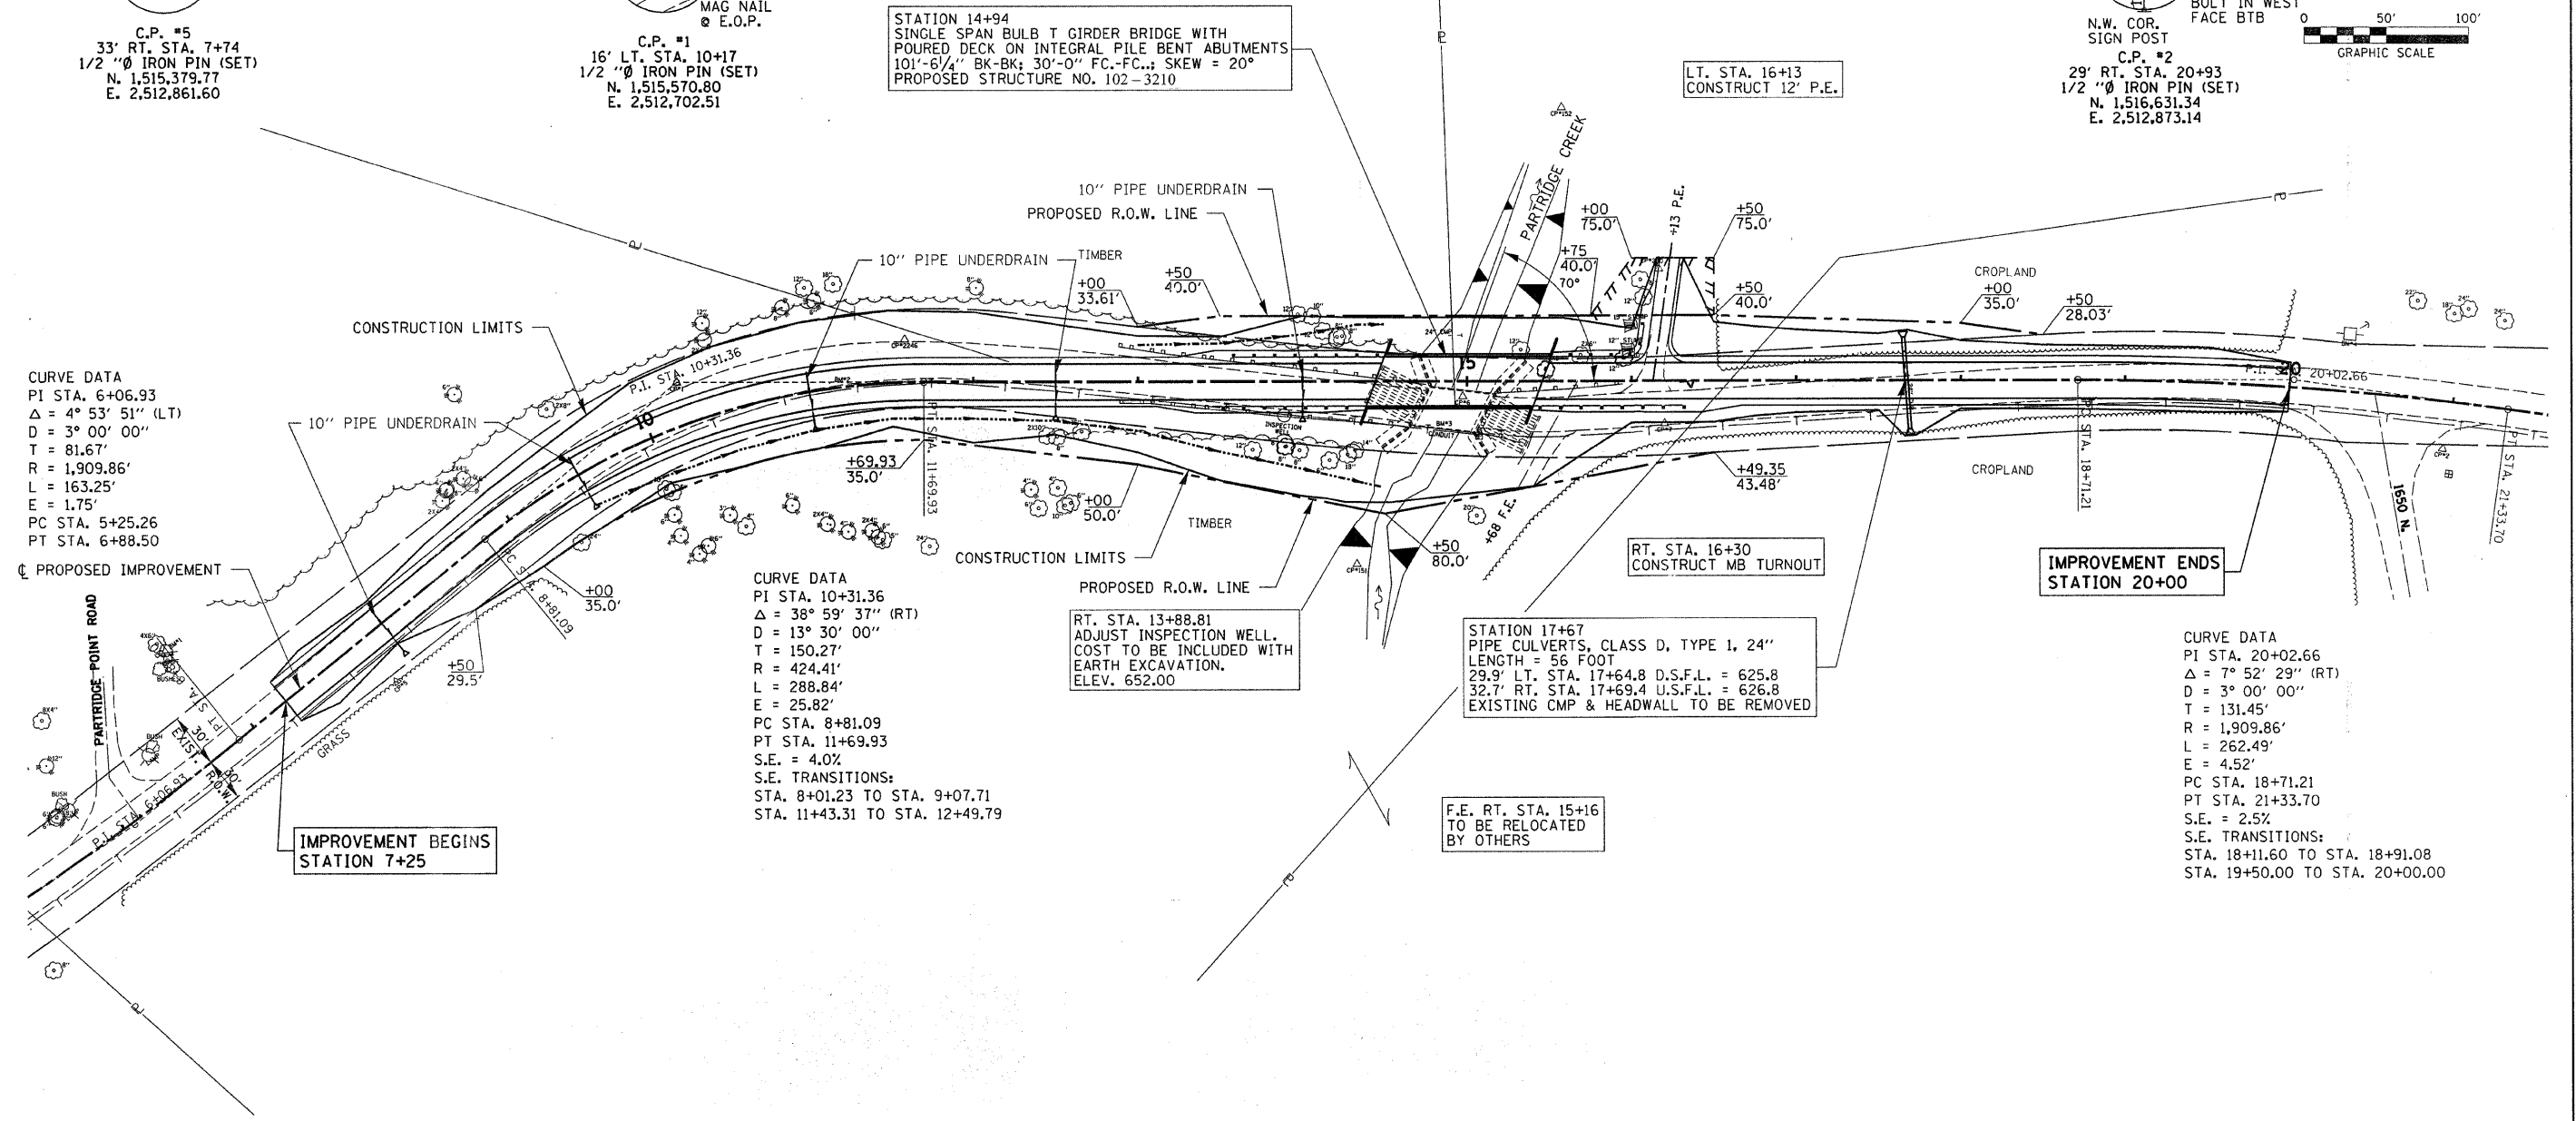 MAG NAIL
@ E.O.P.
C.P. #5
33' RT. STA. 7+74
1/2 "Ø IRON PIN (SET)
N. 1,515,379.77
E. 2,512,861.60
C.P. #1
16' LT. STA. 10+17
1/2 "Ø IRON PIN (SET)
N. 1,515,570.80
E. 2,512,702.51
STATION 14+94
SINGLE SPAN BULB T GIRDER BRIDGE WITH
POURED DECK ON INTEGRAL PILE BENT ABUTMENTS
101'-6 1/4" BK-BK; 30'-0" FC.-FC.; SKEW = 20°
PROPOSED STRUCTURE NO. 102-3210
LT. STA. 16+13
CONSTRUCT 12' P.E.
BOLT IN WEST
FACE BTB
N.W. COR.
SIGN POST
C.P. #2
29' RT. STA. 20+93
1/2 "Ø IRON PIN (SET)
N. 1,516,631.34
E. 2,512,873.14
0 50' 100'
GRAPHIC SCALE
10" PIPE UNDERDRAIN
PROPOSED R.O.W. LINE
PARTRIDGE CREEK
+00
75.0'
+13 P.E.
+50
75.0'
10" PIPE UNDERDRAIN
TIMBER
+00
33.61'
+50
40.0'
+75
40.0'
70°
+50
40.0'
CROPLAND
+00
35.0'
+50
28.03'
CONSTRUCTION LIMITS
P.I. STA. 10+31.36
10
15
20
20+02.66
CURVE DATA
PI STA. 6+06.93
Δ = 4° 53' 51" (LT)
D = 3° 00' 00"
T = 81.67'
R = 1,909.86'
L = 163.25'
E = 1.75'
PC STA. 5+25.26
PT STA. 6+88.50
10" PIPE UNDERDRAIN
INSPECTION
WELL
+69.93
35.0'
PT STA. 11+69.93
+00
50.0'
TIMBER
+49.35
43.48'
CROPLAND
P.T. STA. 18+71.21
1650 N.
PT STA. 21+33.70
+68 F.E.
+50
80.0'
CONSTRUCTION LIMITS
PROPOSED R.O.W. LINE
℄ PROPOSED IMPROVEMENT
PC STA. 8+81.09
+00
35.0'
+50
29.5'
PARTRIDGE POINT ROAD
PT STA.
30'
EXIST.
30'
R.O.W.
GRASS
P.I. STA. 6+06.93
IMPROVEMENT BEGINS
STATION 7+25
CURVE DATA
PI STA. 10+31.36
Δ = 38° 59' 37" (RT)
D = 13° 30' 00"
T = 150.27'
R = 424.41'
L = 288.84'
E = 25.82'
PC STA. 8+81.09
PT STA. 11+69.93
S.E. = 4.0%
S.E. TRANSITIONS:
STA. 8+01.23 TO STA. 9+07.71
STA. 11+43.31 TO STA. 12+49.79
RT. STA. 13+88.81
ADJUST INSPECTION WELL.
COST TO BE INCLUDED WITH
EARTH EXCAVATION.
ELEV. 652.00
RT. STA. 16+30
CONSTRUCT MB TURNOUT
STATION 17+67
PIPE CULVERTS, CLASS D, TYPE 1, 24"
LENGTH = 56 FOOT
29.9' LT. STA. 17+64.8 D.S.F.L. = 625.8
32.7' RT. STA. 17+69.4 U.S.F.L. = 626.8
EXISTING CMP & HEADWALL TO BE REMOVED
F.E. RT. STA. 15+16
TO BE RELOCATED
BY OTHERS
IMPROVEMENT ENDS
STATION 20+00
CURVE DATA
PI STA. 20+02.66
Δ = 7° 52' 29" (RT)
D = 3° 00' 00"
T = 131.45'
R = 1,909.86'
L = 262.49'
E = 4.52'
PC STA. 18+71.21
PT STA. 21+33.70
S.E. = 2.5%
S.E. TRANSITIONS:
STA. 18+11.60 TO STA. 18+91.08
STA. 19+50.00 TO STA. 20+00.00